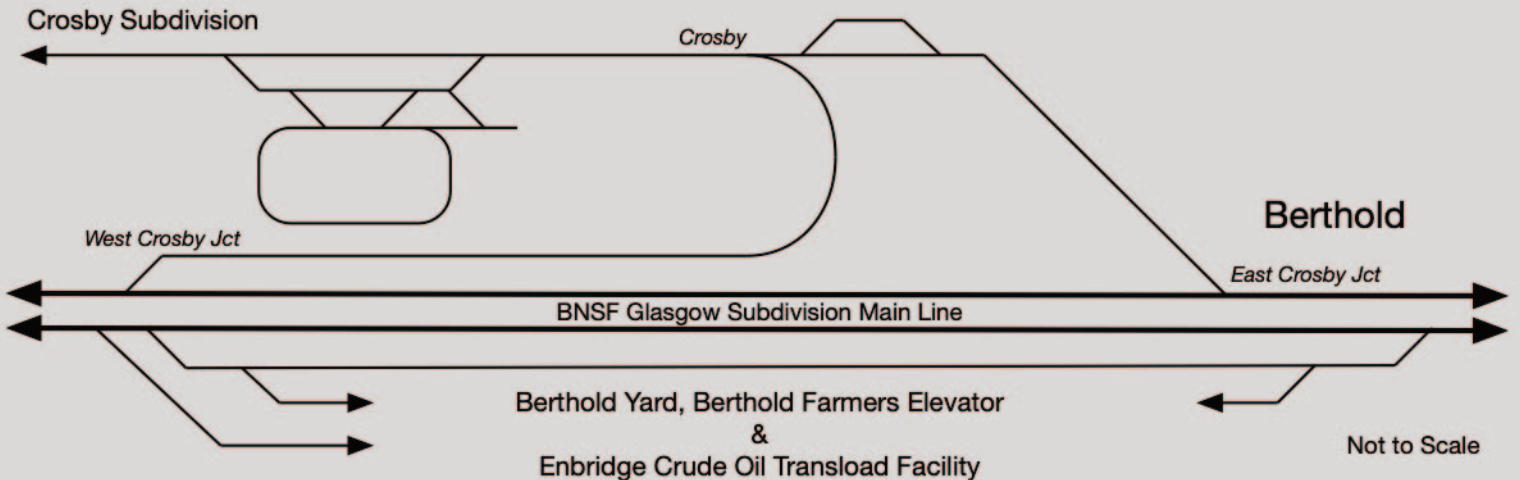 Crosby Subdivision
Crosby
West Crosby Jct
Berthold
East Crosby Jct
BNSF Glasgow Subdivision Main Line
Berthold Yard, Berthold Farmers Elevator
&
Enbridge Crude Oil Transload Facility
Not to Scale